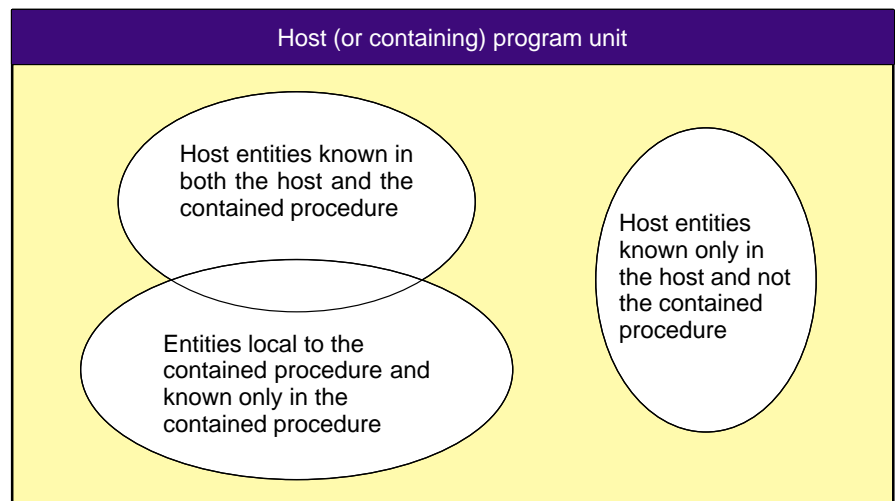 Host (or containing) program unit
Host entities known in
both the host and the
contained procedure
Host entities
known only in
the host and not
the contained
procedure
Entities local to the
contained procedure and
known only in the
contained procedure